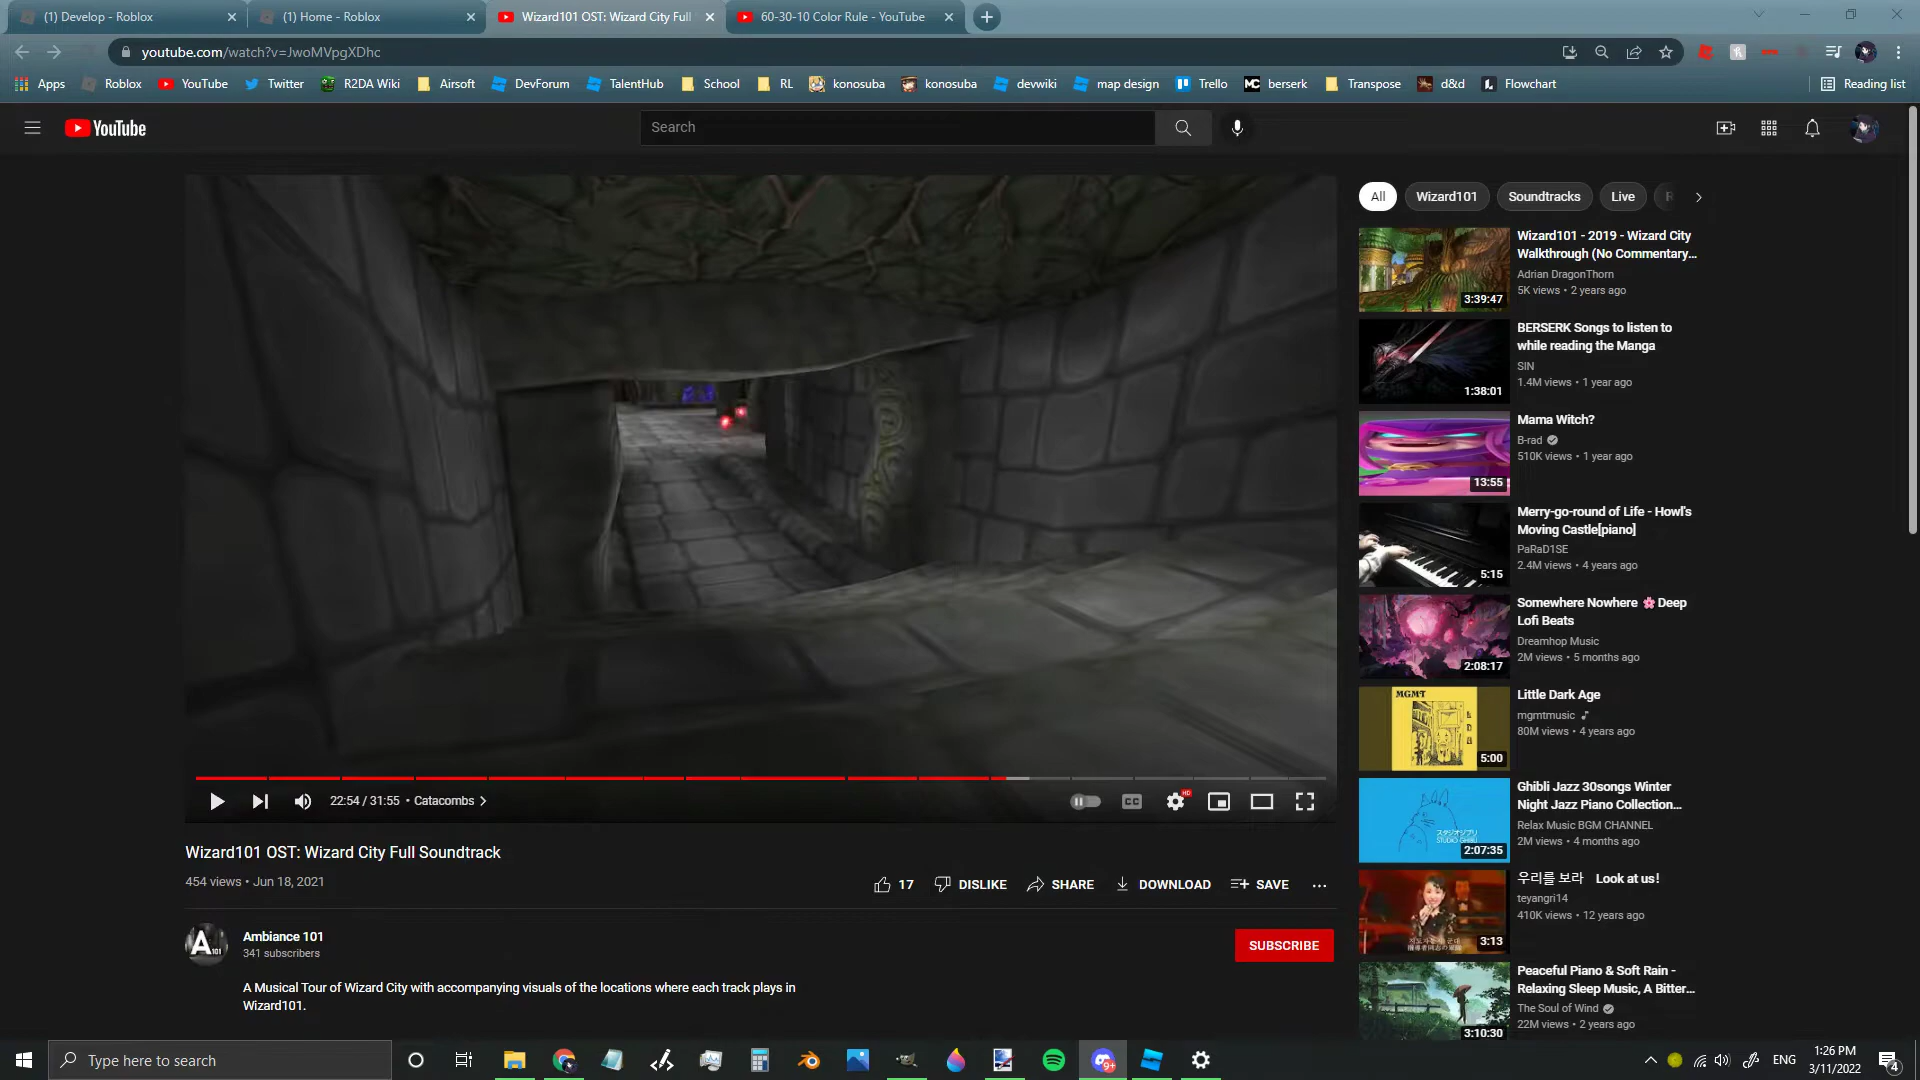 (1) Develop - Roblox
(1) Home - Roblox
Wizard101 OST: Wizard City Full
60-30-10 Color Rule - YouTube
youtube.com/watch?v=JwoMVpgXDhc
Apps
Roblox
YouTube
Twitter
R2DA Wiki
Airsoft
DevForum
TalentHub
School
RL
konosuba
konosuba
devwiki
map design
Trello
MC
berserk
Transpose
d&d
Flowchart
Reading list
YouTube
Search
All
Wizard101
Soundtracks
Live
Wizard101 - 2019 - Wizard City
Walkthrough (No Commentary...
Adrian DragonThorn
5K views • 2 years ago
3:39:47
BERSERK Songs to listen to
while reading the Manga
SIN
1.4M views • 1 year ago
1:38:01
Mama Witch?
B-rad
510K views • 1 year ago
13:55
Merry-go-round of Life - Howl's
Moving Castle[piano]
PaRaD1SE
2.4M views • 4 years ago
5:15
Somewhere Nowhere 🌸 Deep
Lofi Beats
Dreamhop Music
2M views • 5 months ago
2:08:17
MGMT
Little Dark Age
mgmtmusic
80M views • 4 years ago
5:00
Ghibli Jazz 30songs Winter
Night Jazz Piano Collection...
Relax Music BGM CHANNEL
2M views • 4 months ago
2:07:35
우리를 보라 Look at us!
teyangri14
410K views • 12 years ago
3:13
Peaceful Piano & Soft Rain -
Relaxing Sleep Music, A Bitter...
The Soul of Wind
22M views • 2 years ago
3:10:30
22:54 / 31:55 • Catacombs
CC
HD
Wizard101 OST: Wizard City Full Soundtrack
454 views • Jun 18, 2021
17
DISLIKE
SHARE
DOWNLOAD
SAVE
A
101
Ambiance 101
341 subscribers
SUBSCRIBE
A Musical Tour of Wizard City with accompanying visuals of the locations where each track plays in
Wizard101.
Type here to search
9+
ENG
1:26 PM
3/11/2022
4